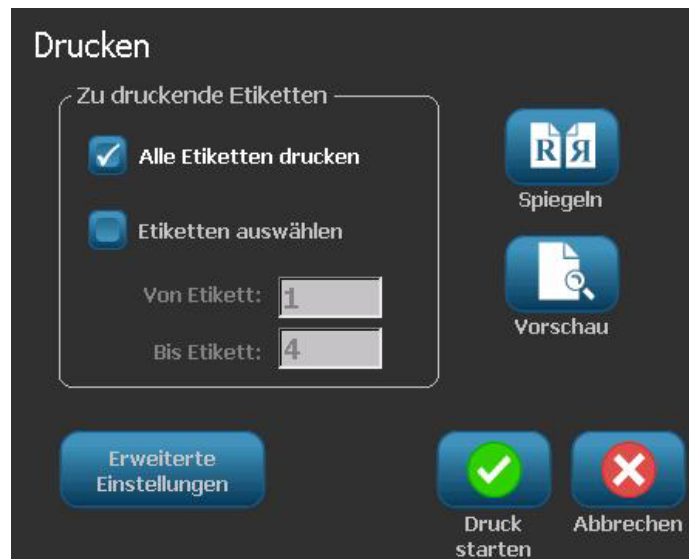 Drucken
Zu druckende Etiketten
Alle Etiketten drucken
Etiketten auswählen
Von Etikett: 1
Bis Etikett: 4
R Я
Spiegeln
Vorschau
Erweiterte
Einstellungen
Druck
starten
Abbrechen